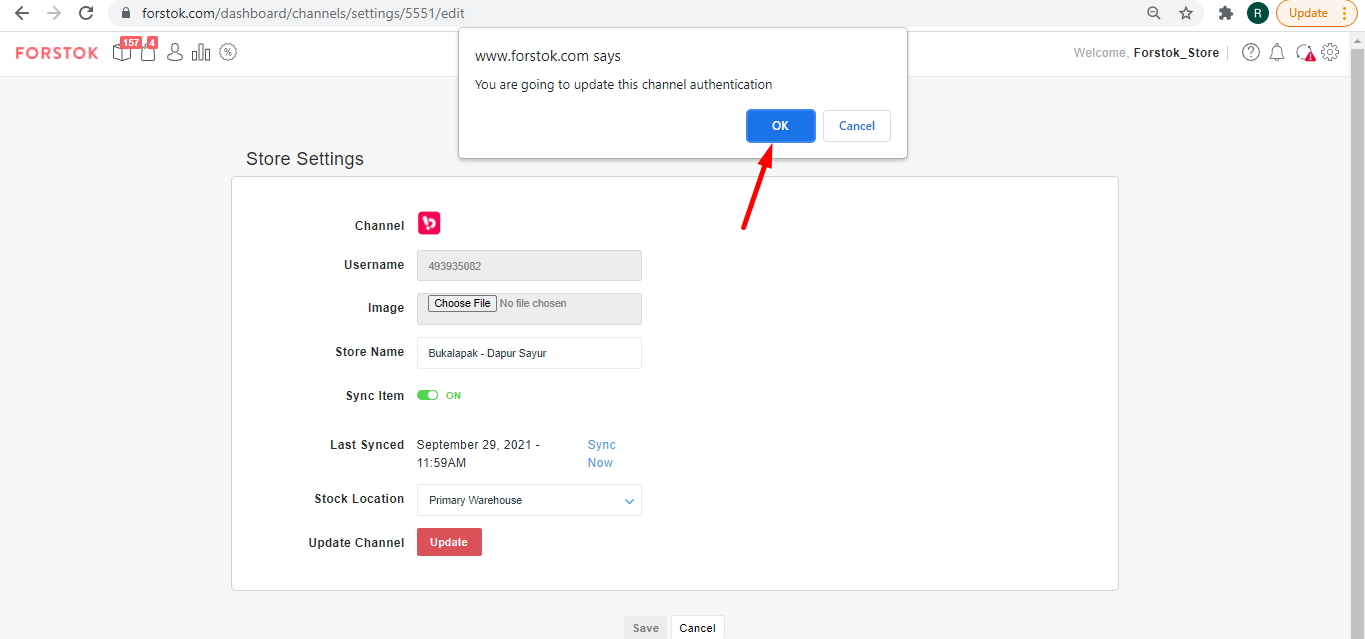 forstok.com/dashboard/channels/settings/5551/edit
R
Update
FORSTOK
157
4
%
Welcome, Forstok_Store
?
www.forstok.com says
You are going to update this channel authentication
OK
Cancel
Store Settings
Channel
Username
493935082
Image
Choose File No file chosen
Store Name
Bukalapak - Dapur Sayur
Sync Item
ON
Last Synced
September 29, 2021 -
11:59AM
Sync
Now
Stock Location
Primary Warehouse
Update Channel
Update
Save
Cancel